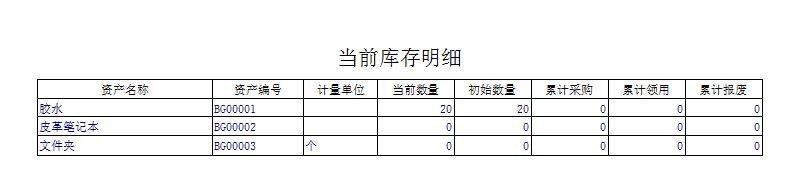 当前库存明细
资产名称 资产编号 计量单位 当前数量 初始数量 累计采购 累计领用 累计报废
胶水 BG00001 20 20 0 0 0
皮革笔记本 BG00002 0 0 0 0 0
文件夹 BG00003 个 0 0 0 0 0